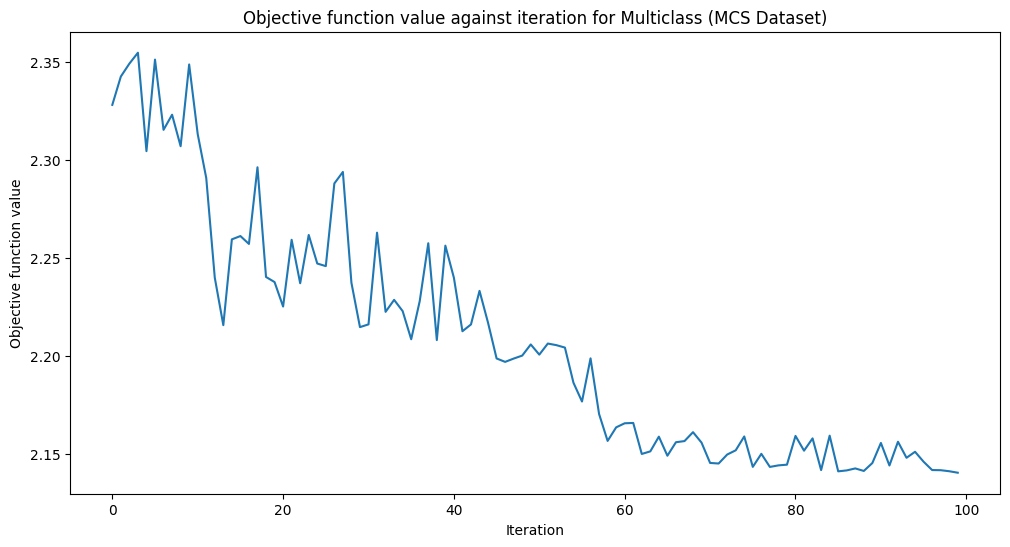 Objective function value against iteration for Multiclass (MCS Dataset)
Objective function value
2.35
2.30
2.25
2.20
2.15
0 20 40 60 80 100
Iteration